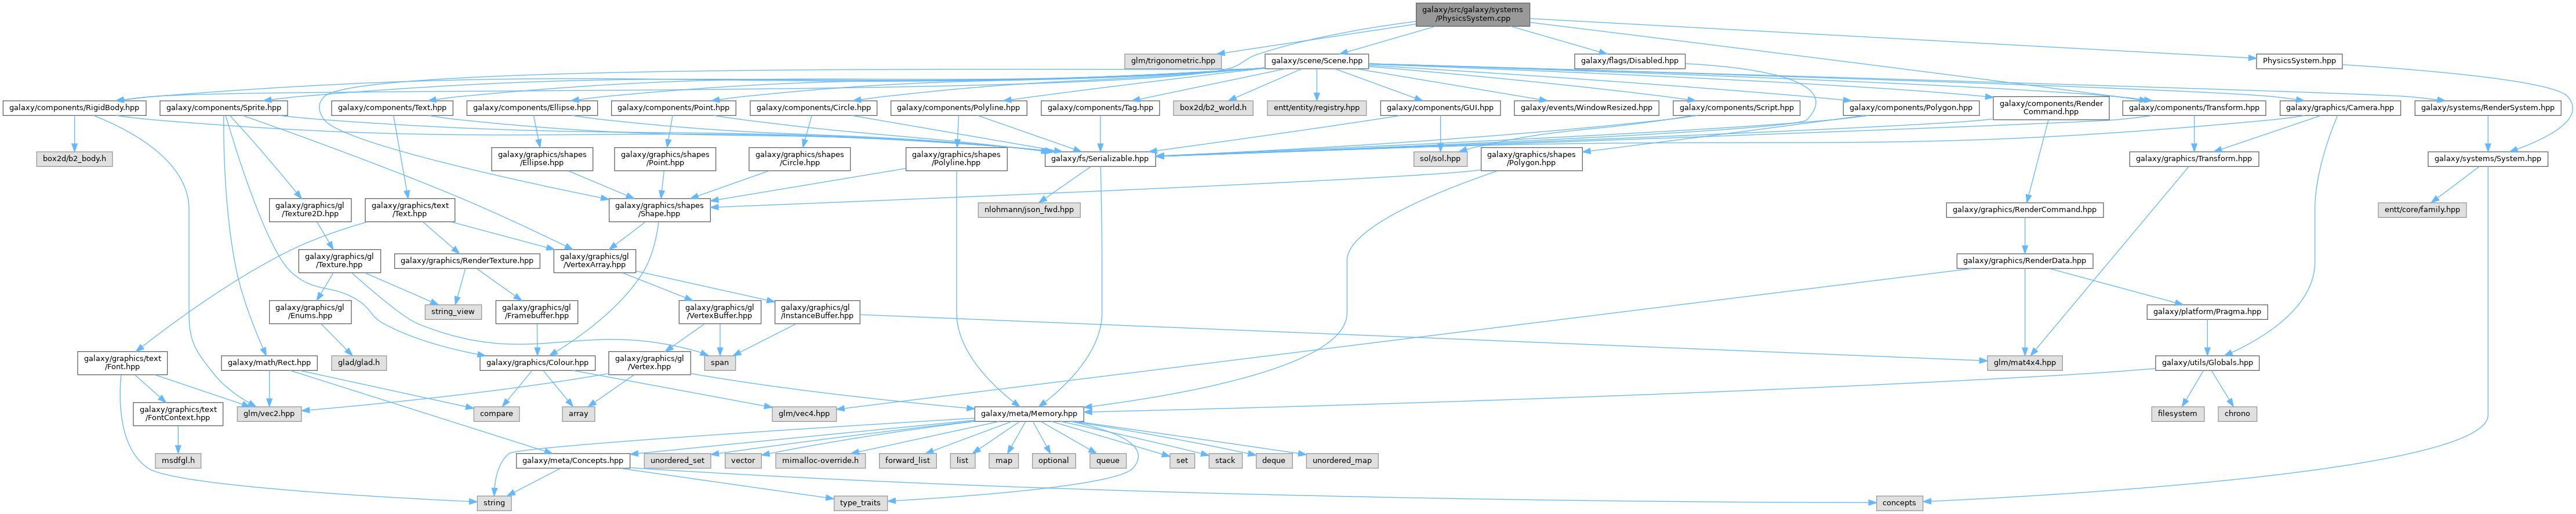 galaxy/src/galaxy/systems
/PhysicsSystem.cpp
glm/trigonometric.hpp
galaxy/scene/Scene.hpp
galaxy/flags/Disabled.hpp
PhysicsSystem.hpp
galaxy/components/RigidBody.hpp
galaxy/components/Sprite.hpp
galaxy/components/Text.hpp
galaxy/components/Ellipse.hpp
galaxy/components/Point.hpp
galaxy/components/Circle.hpp
galaxy/components/Polyline.hpp
galaxy/components/Tag.hpp
box2d/b2_world.h
entt/entity/registry.hpp
galaxy/components/GUI.hpp
galaxy/events/WindowResized.hpp
galaxy/components/Script.hpp
galaxy/components/Polygon.hpp
galaxy/components/Render
Command.hpp
galaxy/components/Transform.hpp
galaxy/graphics/Camera.hpp
galaxy/systems/RenderSystem.hpp
box2d/b2_body.h
galaxy/graphics/shapes
/Ellipse.hpp
galaxy/graphics/shapes
/Point.hpp
galaxy/graphics/shapes
/Circle.hpp
galaxy/graphics/shapes
/Polyline.hpp
galaxy/fs/Serializable.hpp
sol/sol.hpp
galaxy/graphics/shapes
/Polygon.hpp
galaxy/graphics/Transform.hpp
galaxy/systems/System.hpp
galaxy/graphics/gl
/Texture2D.hpp
galaxy/graphics/text
/Text.hpp
galaxy/graphics/shapes
/Shape.hpp
nlohmann/json_fwd.hpp
galaxy/graphics/RenderCommand.hpp
entt/core/family.hpp
galaxy/graphics/gl
/Texture.hpp
galaxy/graphics/RenderTexture.hpp
galaxy/graphics/gl
/VertexArray.hpp
galaxy/graphics/RenderData.hpp
galaxy/graphics/gl
/Enums.hpp
string_view
galaxy/graphics/gl
/Framebuffer.hpp
galaxy/graphics/gl
/VertexBuffer.hpp
galaxy/graphics/gl
/InstanceBuffer.hpp
galaxy/platform/Pragma.hpp
galaxy/graphics/text
/Font.hpp
galaxy/math/Rect.hpp
glad/glad.h
galaxy/graphics/Colour.hpp
galaxy/graphics/gl
/Vertex.hpp
span
glm/mat4x4.hpp
galaxy/utils/Globals.hpp
galaxy/graphics/text
/FontContext.hpp
glm/vec2.hpp
compare
array
glm/vec4.hpp
galaxy/meta/Memory.hpp
filesystem
chrono
msdfgl.h
galaxy/meta/Concepts.hpp
unordered_set
vector
mimalloc-override.h
forward_list
list
map
optional
queue
set
stack
deque
unordered_map
string
type_traits
concepts